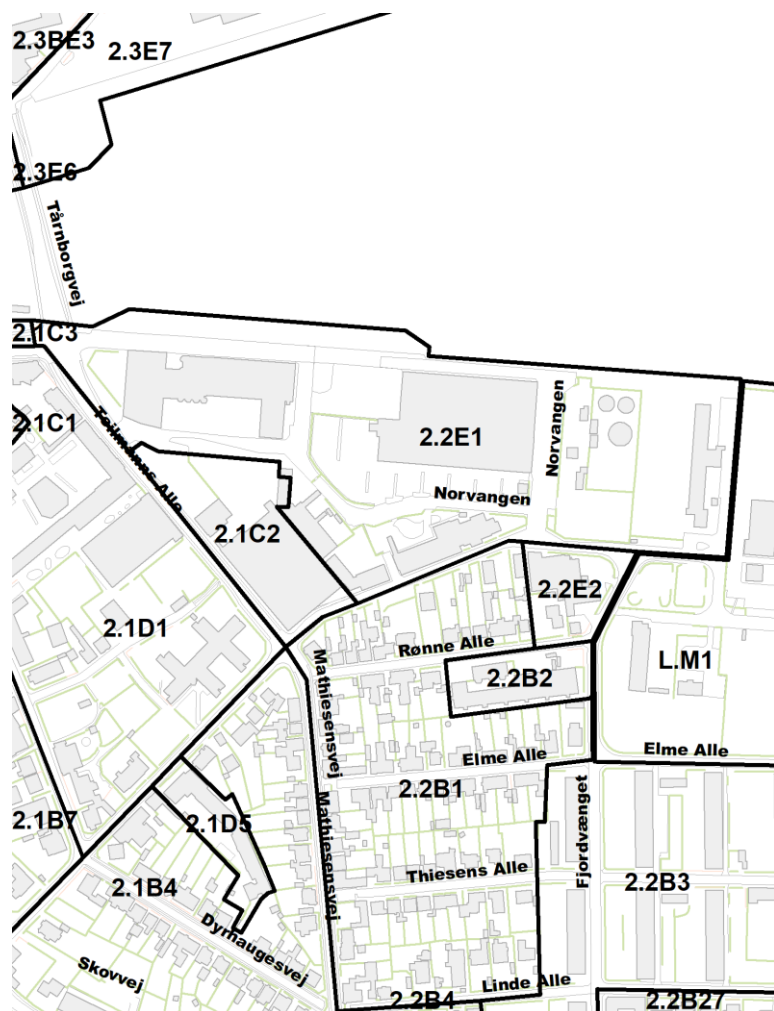 2.3BE3
2.3E7
2.3E6
Tårnborgvej
2.1C3
2.1C1
Teilmanns Alle
2.2E1
Norvangen
Norvangen
2.1C2
2.2E2
2.1D1
Rønne Alle
L.M1
2.2B2
Mathiesensvej
Elme Alle
Elme Alle
2.2B1
2.1D5
2.1B7
Mathiesensvej
Fjordvænget
Thiesens Alle
2.2B3
2.1B4
Dyrhaugesvej
Skovvej
Linde Alle
2.2B4
2.2B27